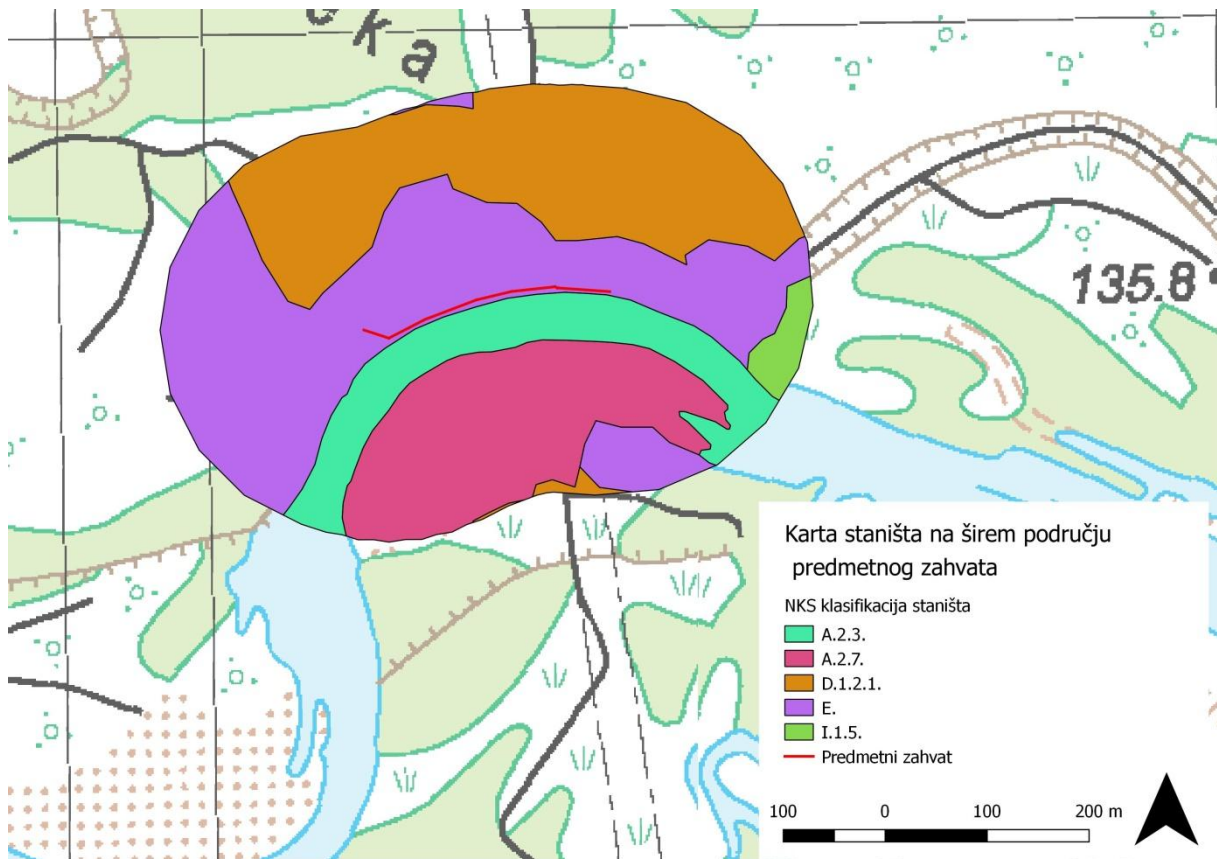 ka
135.8
Karta staništa na širem području
predmetnog zahvata
NKS klasifikacija staništa
A.2.3.
A.2.7.
D.1.2.1.
E.
I.1.5.
Predmetni zahvat
100 0 100 200 m